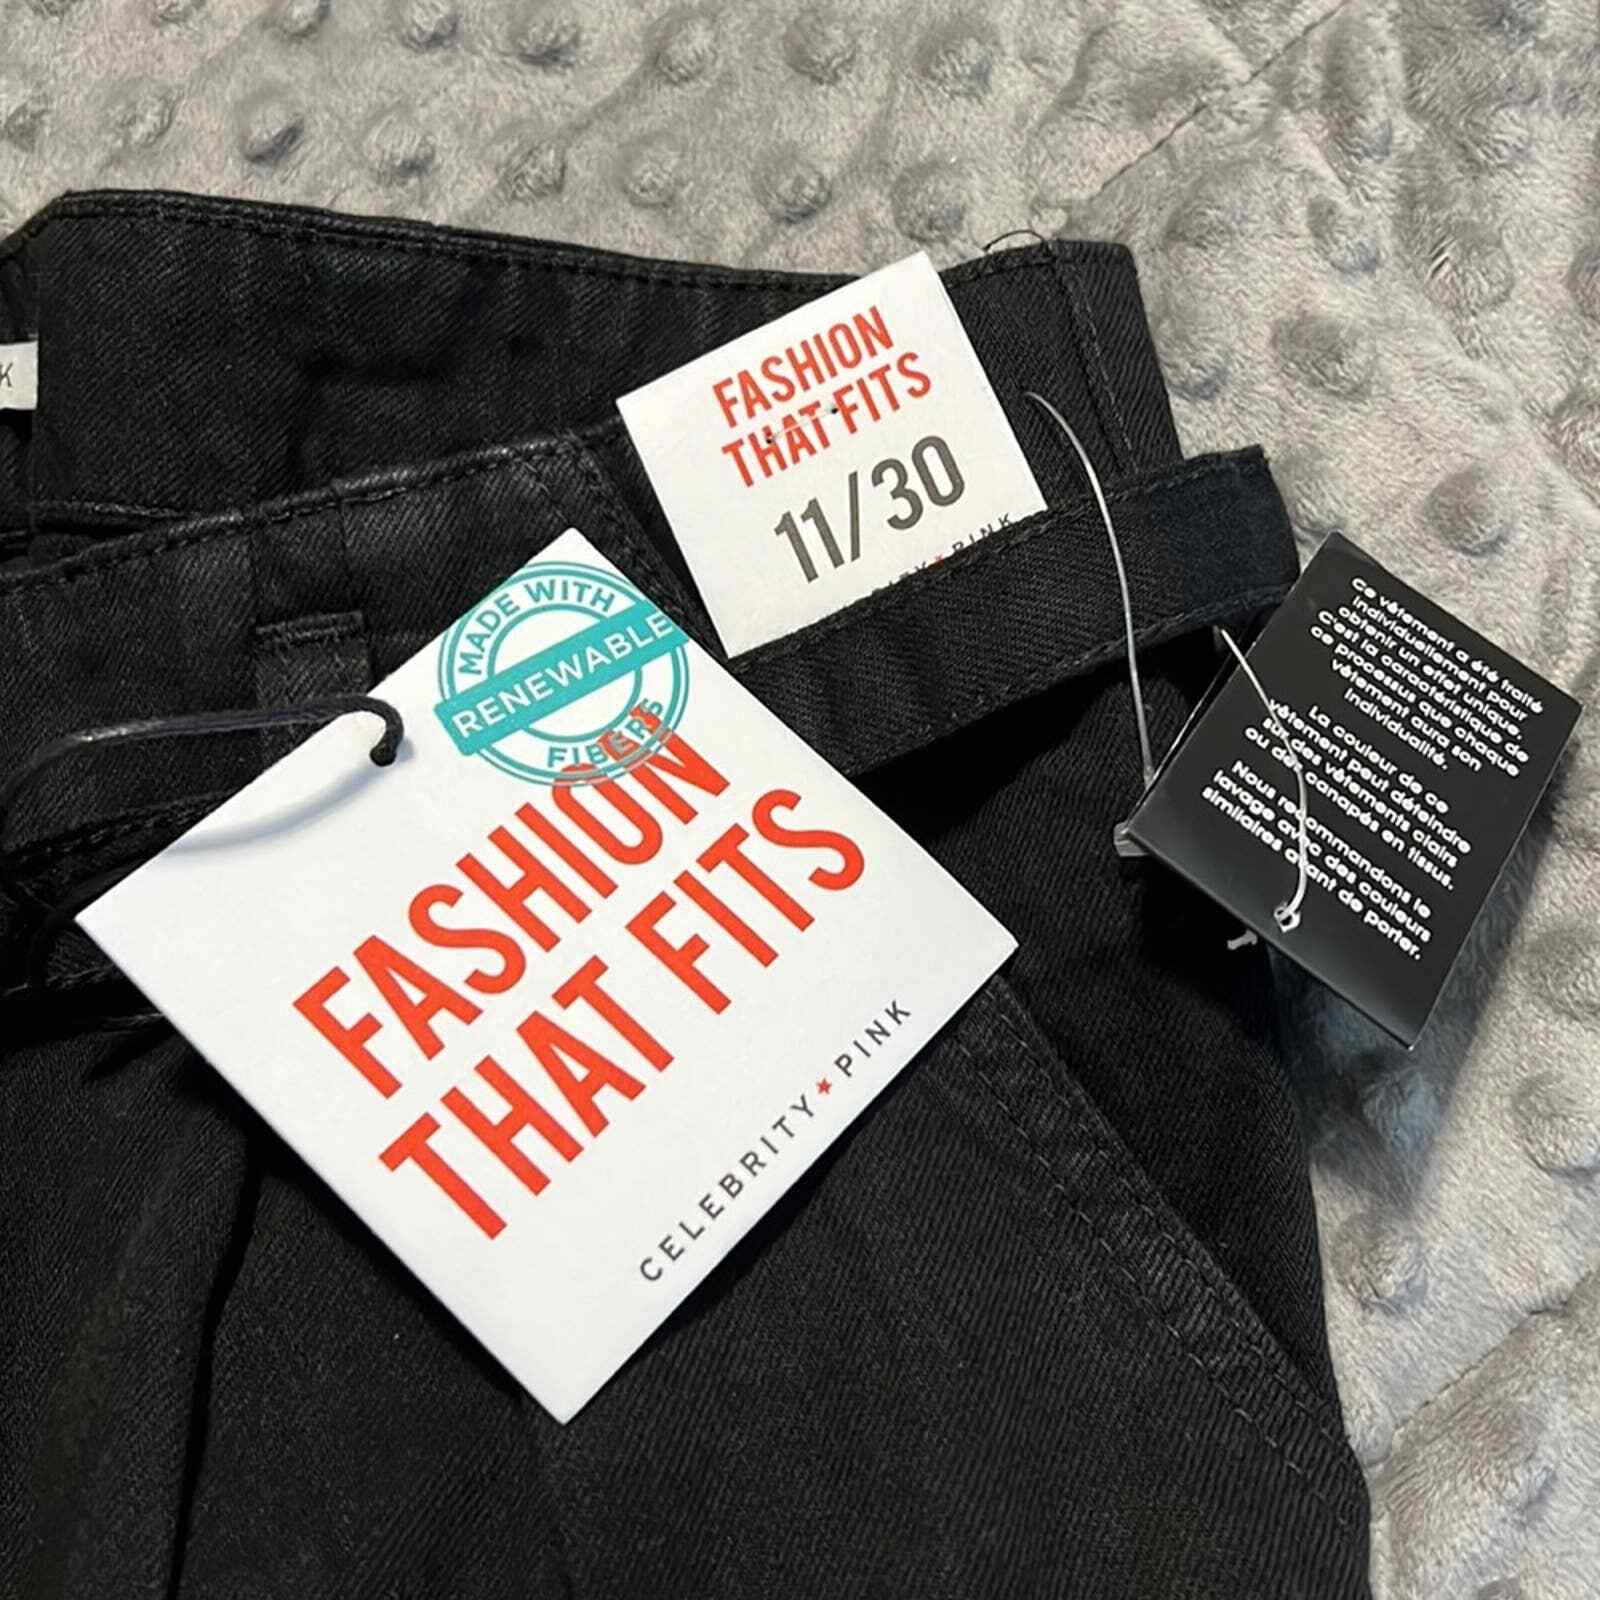 K
FASHION
THAT FITS
11/30
PINK
MADE WITH
RENEWABLE
FIBERS
FASHION
THAT FITS
CELEBRITY PINK
Ce vêtement a été traité
individuellement pour
obtenir un effet unique.
C'est la caractéristique de
ce processus que chaque
vêtement aura son
individualité.
La couleur de ce
vêtement peut déteindre
sur des vêtements clairs
ou des canapés en tissus.
Nous recommandons le
lavage avec des couleurs
similaires avant de porter.